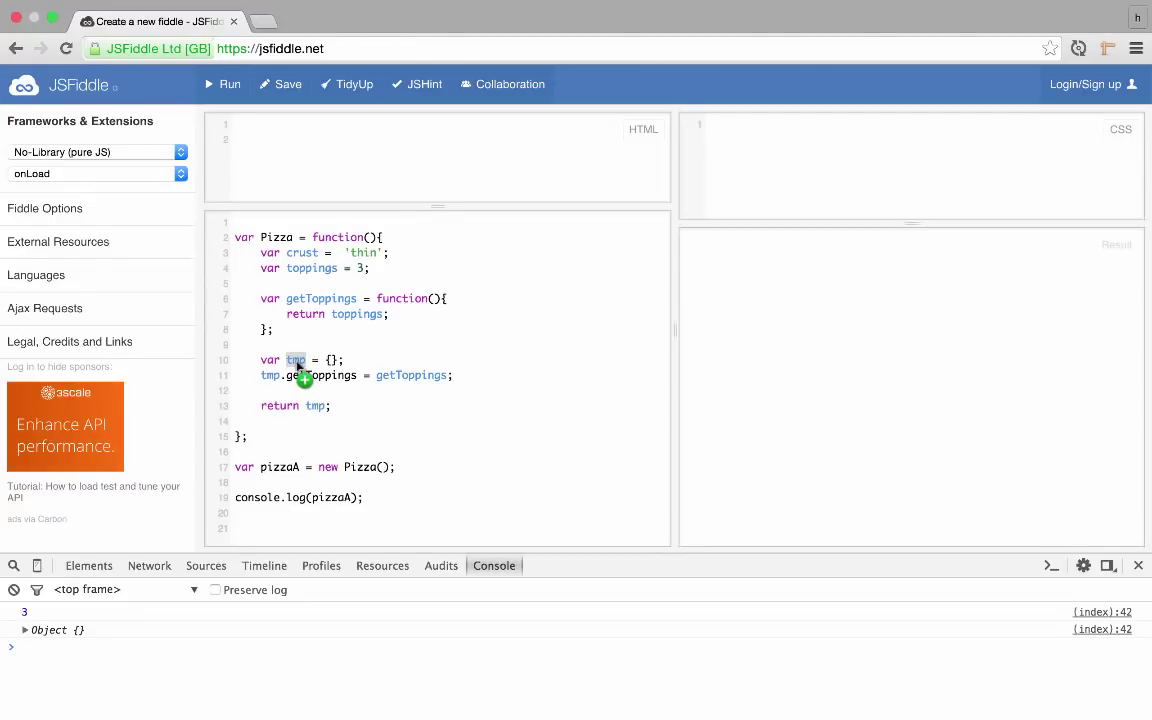 Create a new fiddle - JSFidd
h
JSFiddle Ltd [GB] https://jsfiddle.net
JSFiddle
Run
Save
TidyUp
JSHint
Collaboration
Login/Sign up
Frameworks & Extensions
No-Library (pure JS)
onLoad
Fiddle Options
External Resources
Languages
Ajax Requests
Legal, Credits and Links
Log in to hide sponsors:
3scale
Enhance API
performance.
Tutorial: How to load test and tune your
API
ads via Carbon
1
2
HTML
1
CSS
1
2 var Pizza = function(){
3 var crust = 'thin';
4 var toppings = 3;
5
6 var getToppings = function(){
7 return toppings;
8 };
9
10 var tmp = {};
11 tmp.getToppings = getToppings;
12
13 return tmp;
14
15 };
16
17 var pizzaA = new Pizza();
18
19 console.log(pizzaA);
20
21
Result
Elements
Network
Sources
Timeline
Profiles
Resources
Audits
Console
<top frame>
Preserve log
3 (index):42
Object {} (index):42